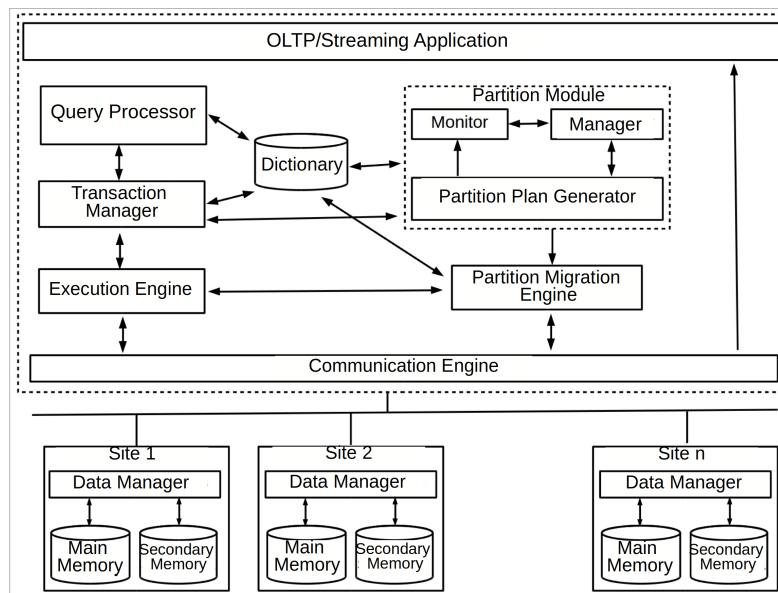 OLTP/Streaming Application
Partition Module
Query Processor
Monitor
Manager
Dictionary
Transaction
Manager
Partition Plan Generator
Execution Engine
Partition Migration
Engine
Communication Engine
Site 1
Data Manager
Main
Memory
Secondary
Memory
Site 2
Data Manager
Main
Memory
Secondary
Memory
Site n
Data Manager
Main
Memory
Secondary
Memory